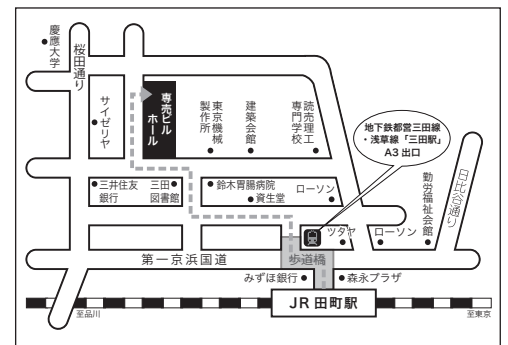 慶應大学
桜田通り
サイゼリヤ
専売ビル
ホール
東京機械
製作所
建築会館
読売理工
専門学校
地下鉄都営三田線
・浅草線「三田駅」
A3 出口
三井住友
銀行
三田
図書館
鈴木胃腸病院
資生堂
ローソン
勤労福祉会館
日比谷通り
ツタヤ
ローソン
第一京浜国道
歩道橋
みずほ銀行
森永プラザ
JR 田町駅
至品川
至東京